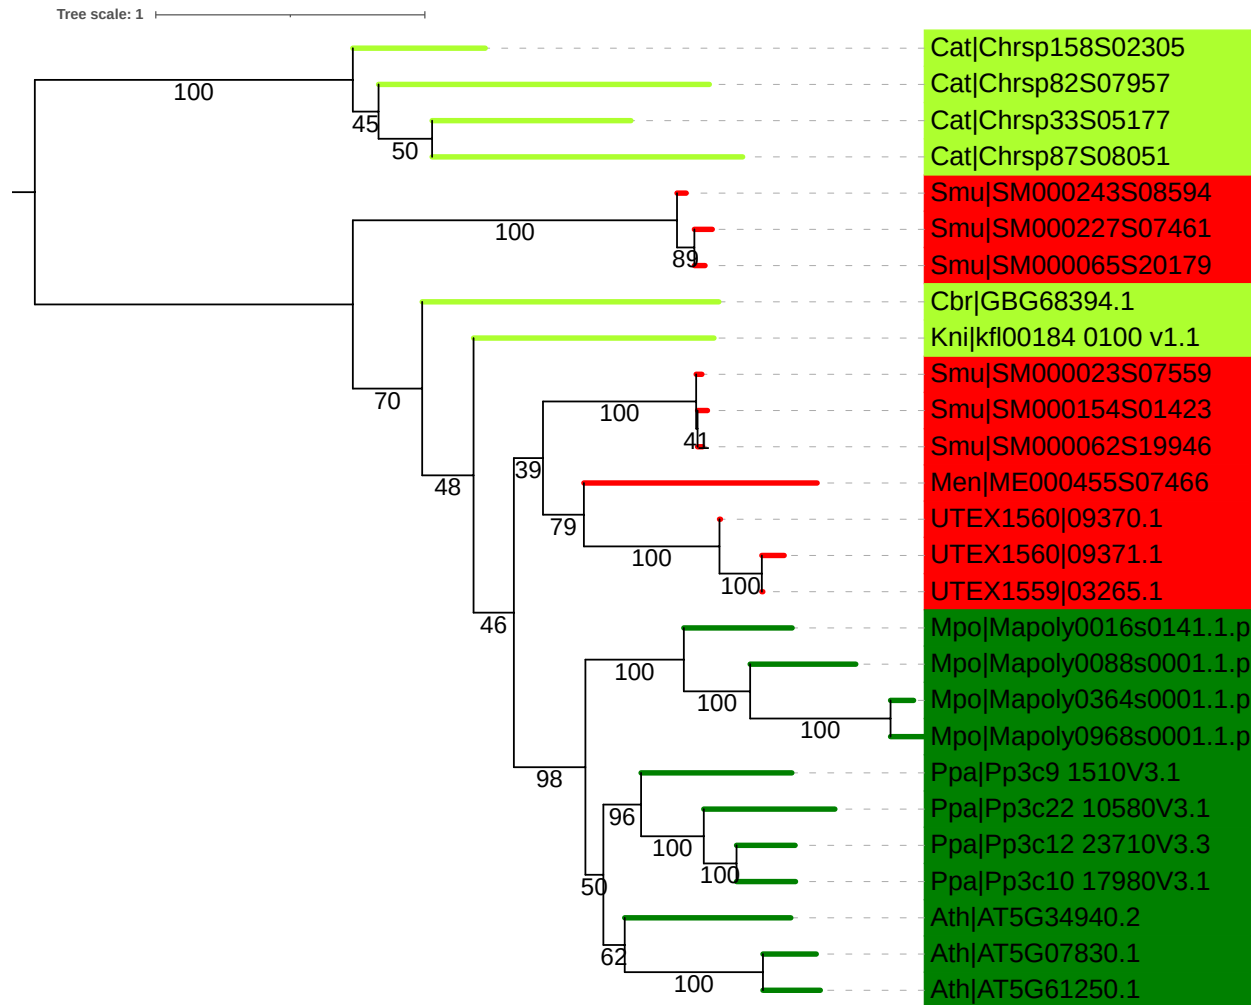 Tree scale: 1
Cat|Chrsp158S02305
Cat|Chrsp82S07957
100
Cat|Chrsp33S05177
45
50
Cat|Chrsp87S08051
Smu|SM000243S08594
Smu|SM000227S07461
100
Smu|SM000065S20179
89
Cbr|GBG68394.1
Kni|kfl00184 0100 v1.1
Smu|SM000023S07559
70
Smu|SM000154S01423
100
Smu|SM000062S19946
41
39
Men|ME000455S07466
48
UTEX1560|09370.1
79
UTEX1560|09371.1
100
UTEX1559|03265.1
100
Mpo|Mapoly0016s0141.1.p
46
Mpo|Mapoly0088s0001.1.p
100
Mpo|Mapoly0364s0001.1.p
100
Mpo|Mapoly0968s0001.1.p
100
Ppa|Pp3c9 1510V3.1
98
Ppa|Pp3c22 10580V3.1
96
Ppa|Pp3c12 23710V3.3
100
Ppa|Pp3c10 17980V3.1
100
50
Ath|AT5G34940.2
Ath|AT5G07830.1
62
Ath|AT5G61250.1
100